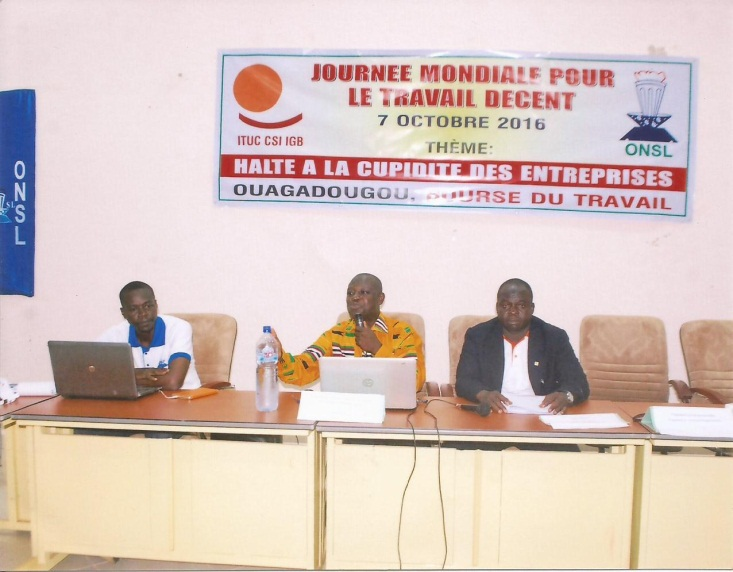 JOURNEE MONDIALE POUR
LE TRAVAIL DECENT
7 OCTOBRE 2016
THÈME:
HALTE A LA CUPIDITE DES ENTREPRISES
OUAGADOUGOU, BOURSE DU TRAVAIL
ITUC CSI IGB
ONSL
ONSL